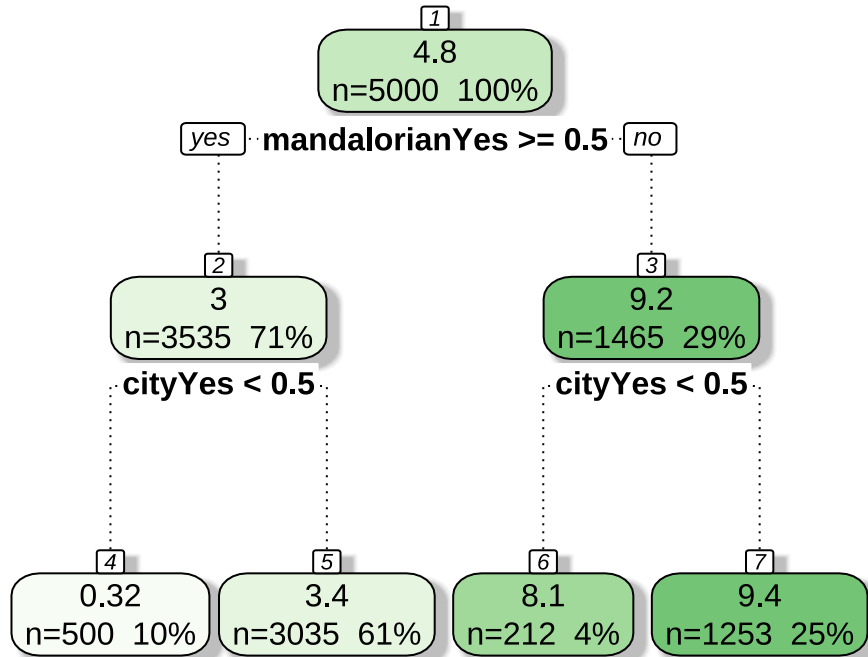 1
4.8
n=5000 100%
yes mandalorianYes >= 0.5 no
2 3
3 9.2
n=3535 71% n=1465 29%
cityYes < 0.5 cityYes < 0.5
4 5 6 7
0.32 3.4 8.1 9.4
n=500 10% n=3035 61% n=212 4% n=1253 25%